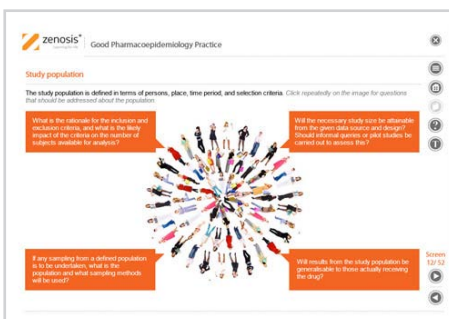 zenosis®
Good Pharmacoepidemiology Practice
Study population
The study population is defined in terms of persons, place, time period, and selection criteria. Click repeatedly on the image for questions
that should be addressed about the population.
What is the rationale for the inclusion and
exclusion criteria, and what is the likely
impact of the criteria on the number of
subjects available for analysis?
Will the necessary study size be attainable
from the given data source and design?
Should informal queries or pilot studies be
carried out to assess this?
If any sampling from a defined population
is to be undertaken, what is the
population and what sampling methods
will be used?
Will results from the study population be
generalisable to those actually receiving
the drug?
Screen
12/ 52
?
T